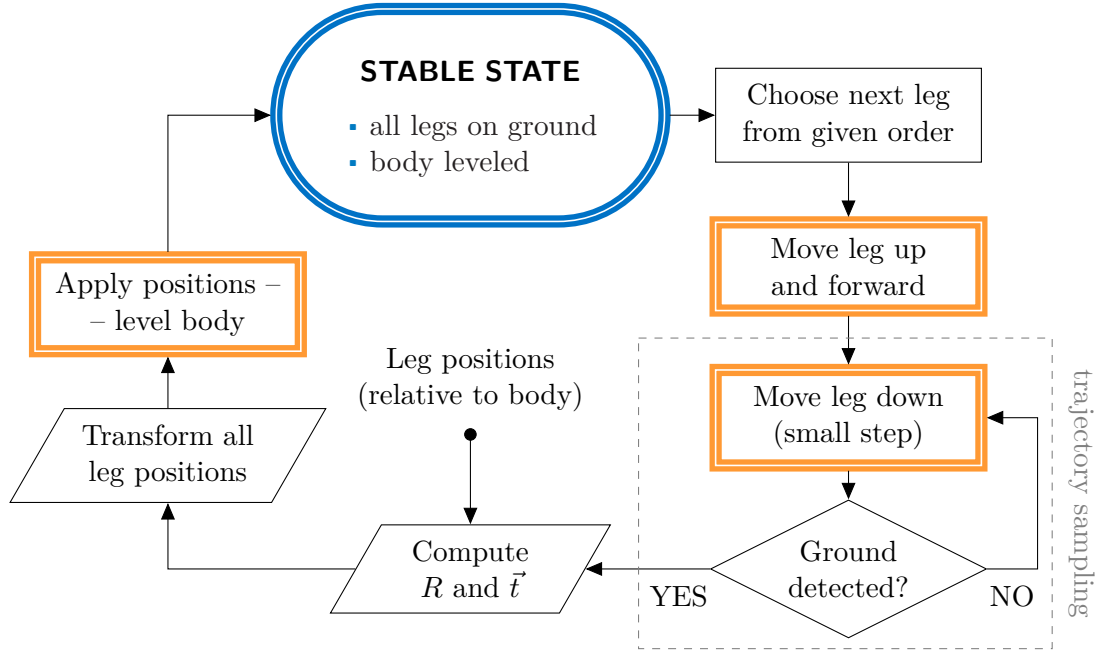 STABLE STATE
▪ all legs on ground
▪ body leveled
Choose next leg
from given order
Move leg up
and forward
Move leg down
(small step)
Ground
detected?
YES
NO
trajectory sampling
Leg positions
(relative to body)
Compute
R and \vec{t}
Transform all
leg positions
Apply positions –
– level body